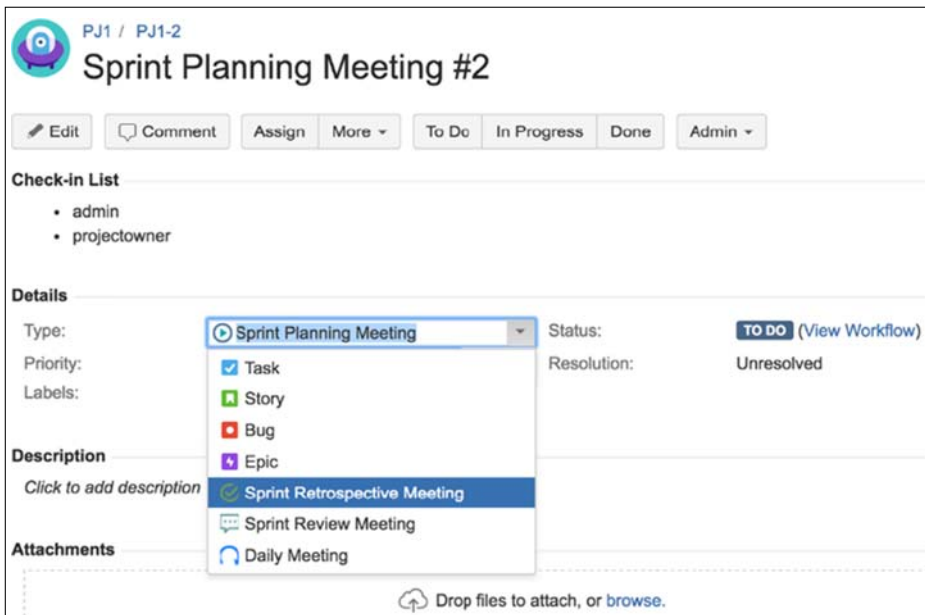 PJ1 / PJ1-2
Sprint Planning Meeting #2
Edit Comment Assign More To Do In Progress Done Admin
Check-in List
• admin
• projectowner
Details
Type: Sprint Planning Meeting Status: TO DO (View Workflow)
Priority: Task Resolution: Unresolved
Labels: Story
Bug
Description Epic
Click to add description Sprint Retrospective Meeting
Sprint Review Meeting
Attachments Daily Meeting
Drop files to attach, or browse.